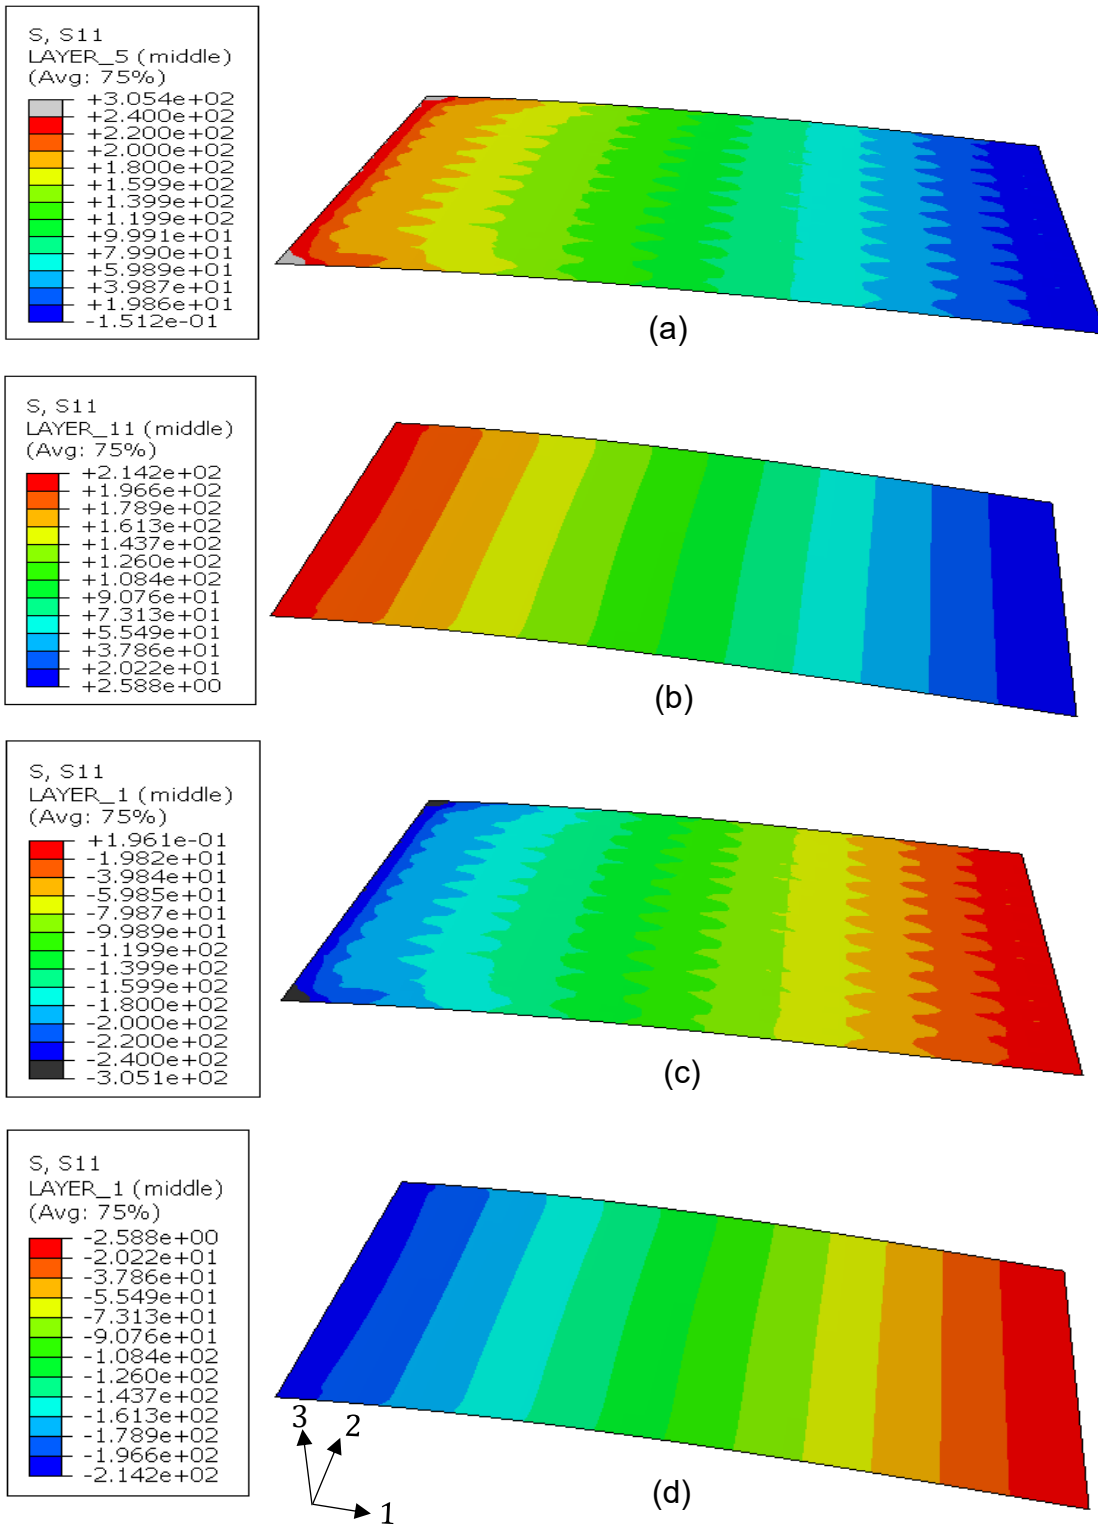 S, S11
LAYER_5 (middle)
(Avg: 75%)
+3.054e+02
+2.400e+02
+2.200e+02
+2.000e+02
+1.800e+02
+1.599e+02
+1.399e+02
+1.199e+02
+9.991e+01
+7.990e+01
+5.989e+01
+3.987e+01
+1.986e+01
-1.512e-01
(a)
S, S11
LAYER_11 (middle)
(Avg: 75%)
+2.142e+02
+1.966e+02
+1.789e+02
+1.613e+02
+1.437e+02
+1.260e+02
+1.084e+02
+9.076e+01
+7.313e+01
+5.549e+01
+3.786e+01
+2.022e+01
+2.588e+00
(b)
S, S11
LAYER_1 (middle)
(Avg: 75%)
+1.961e-01
-1.982e+01
-3.984e+01
-5.985e+01
-7.987e+01
-9.989e+01
-1.199e+02
-1.399e+02
-1.599e+02
-1.800e+02
-2.000e+02
-2.200e+02
-2.400e+02
-3.051e+02
(c)
S, S11
LAYER_1 (middle)
(Avg: 75%)
-2.588e+00
-2.022e+01
-3.786e+01
-5.549e+01
-7.313e+01
-9.076e+01
-1.084e+02
-1.260e+02
-1.437e+02
-1.613e+02
-1.789e+02
-1.966e+02
-2.142e+02
3
2
1
(d)